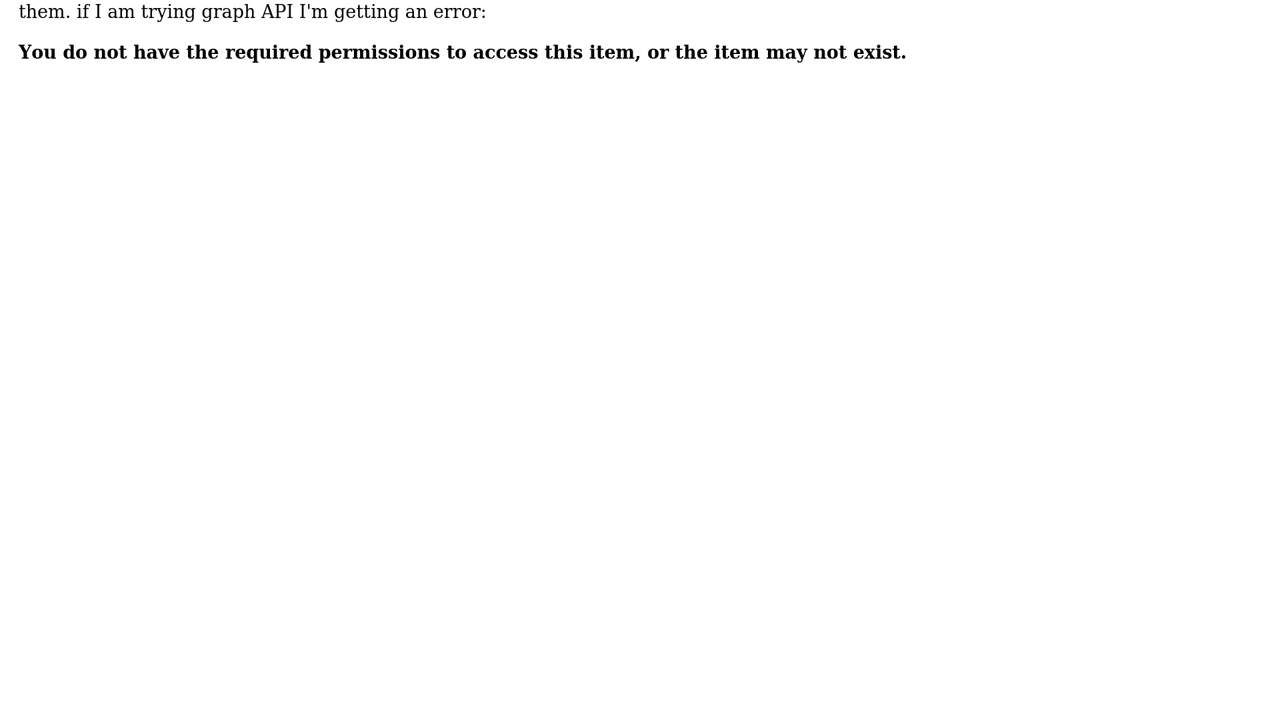 them. if I am trying graph API I'm getting an error:
You do not have the required permissions to access this item, or the item may not exist.